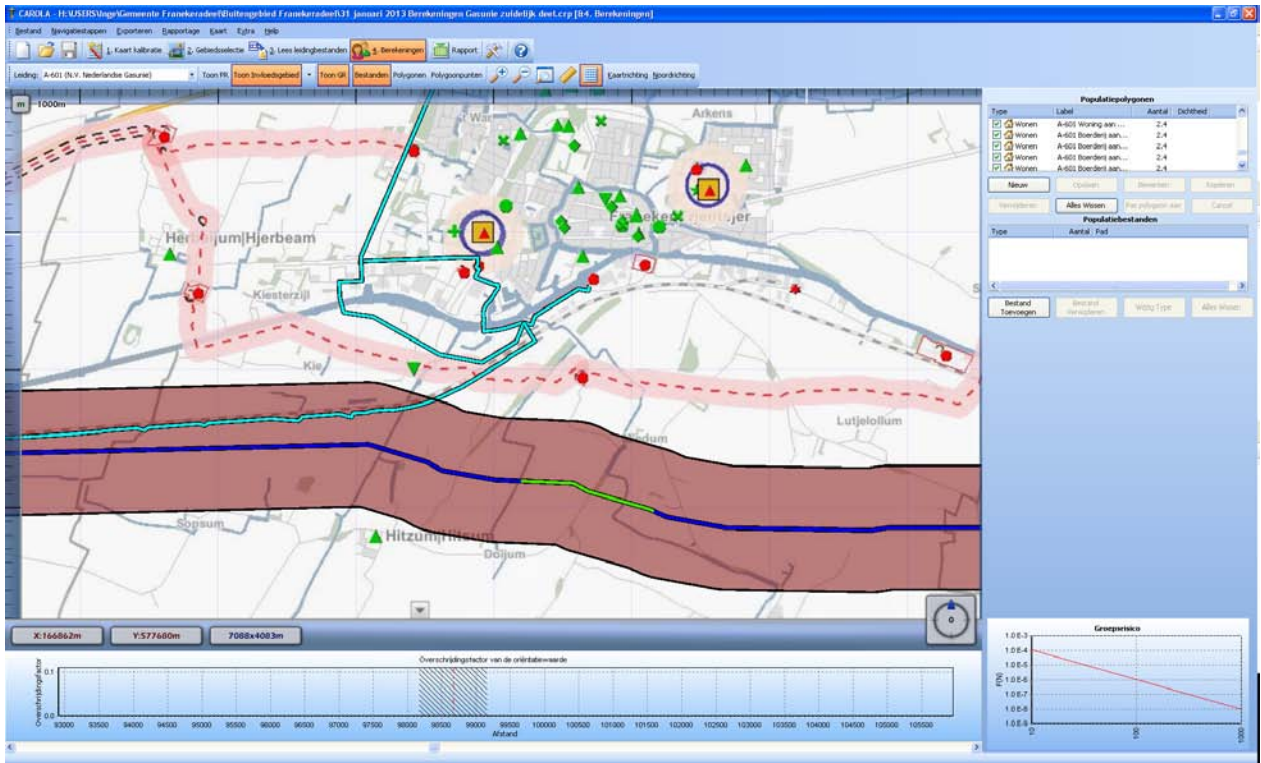 CAROLA - H:\USERS\Inge\Gemeente Franekeradeel\Buitengebied Franekeradeel\31 januari 2013 Berekeningen Gasunie zuidelijk deel.crp [&4. Berekeningen]
Bestand Navigabestappen Exporteren Rapportage Kaart Extra Help
1. Kaart kalibratie 2. Gebiedsselectie 3. Lees leidingbestanden 4. Berekeningen Rapport
Leiding: A-601 (N.V. Nederlandse Gasunie) Toon PR Toon Invloedsgebied Toon GR Bestanden Polygonen Polygoonpunten Kaartrichting Noordrichting
m 1000m
Arkens
Kiesterzijl
Kie
Lutjelollum
Sopsum
Hitzum|Hitsum
Doijum
X:166862m Y:577680m 7088x4083m
0
Populatiepolygonen
Type Label Aantal Dichtheid
Wonen A-601 Woning aan ... 2.4
Wonen A-601 Boerderij aan... 2.4
Wonen A-601 Boerderij aan... 2.4
Wonen A-601 Boerderij aan... 2.4
Wonen A-601 Boerderij aan... 2.4
Nieuw Opslaan Bewerken Kopiëren
Verwijderen Alles Wissen Cancel
Populatiebestanden
Type Aantal Pad
Bestand Toevoegen Bestand Verwijderen Wijzig Type Alles Wissen
Overschrijdingsfactor van de oriëntatiewaarde
Overschrijdingsfactor
0.1
0.0
93000 93500 94000 94500 95000 95500 96000 96500 97000 97500 98000 98500 99000 99500 100000 100500 101000 101500 102000 102500 103000 103500 104000 104500 105000 105500
Afstand
Groepsrisico
F(N)
1.0E-3
1.0E-4
1.0E-5
1.0E-6
1.0E-7
1.0E-8
1.0E-9
10 100 1000